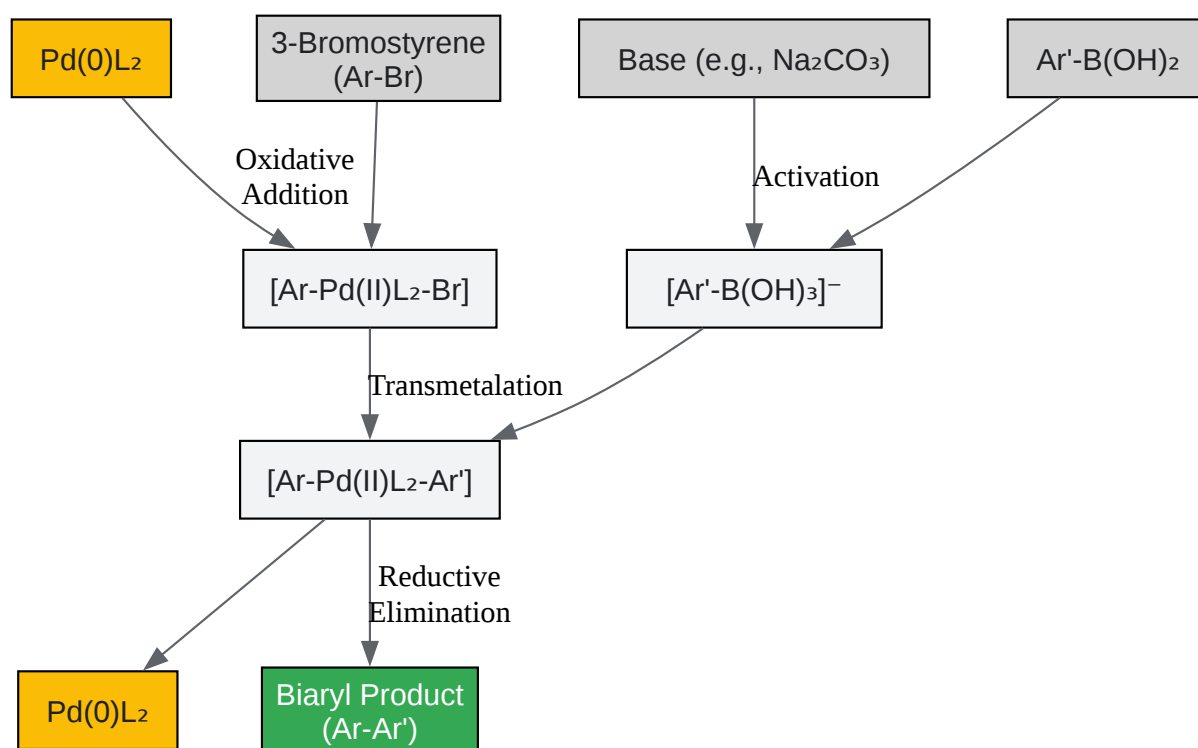 Pd(0)L₂
3-Bromostyrene
(Ar-Br)
Base (e.g., Na₂CO₃)
Ar'-B(OH)₂
Oxidative
Addition
Activation
[Ar-Pd(II)L₂-Br]
[Ar'-B(OH)₃]⁻
Transmetalation
[Ar-Pd(II)L₂-Ar']
Reductive
Elimination
Pd(0)L₂
Biaryl Product
(Ar-Ar')